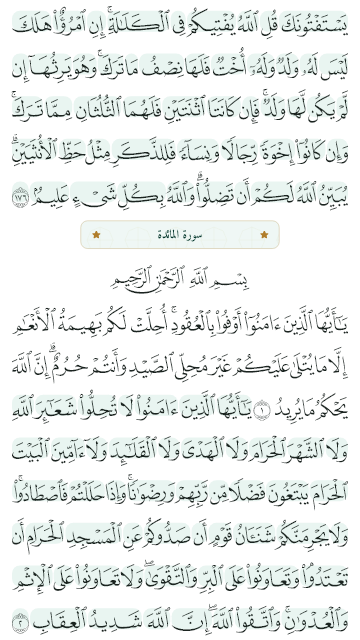 يَسْتَفْتُونَكَ قُلِ ٱللَّهُ يُفْتِيكُمْ فِى ٱلْكَلَٰلَةِ ۚ إِنِ ٱمْرُؤٌا۟ هَلَكَ
لَيْسَ لَهُۥ وَلَدٌ وَلَهُۥٓ أُخْتٌ فَلَهَا نِصْفُ مَا تَرَكَ ۚ وَهُوَ يَرِثُهَآ إِن
لَّمْ يَكُن لَّهَا وَلَدٌ ۚ فَإِن كَانَتَا ٱثْنَتَيْنِ فَلَهُمَا ٱلثُّلُثَانِ مِمَّا تَرَكَ ۚ
وَإِن كَانُوٓا۟ إِخْوَةً رِّجَالًا وَنِسَآءً فَلِلذَّكَرِ مِثْلُ حَظِّ ٱلْأُنثَيَيْنِ ۗ
يُبَيِّنُ ٱللَّهُ لَكُمْ أَن تَضِلُّوا۟ ۗ وَٱللَّهُ بِكُلِّ شَىْءٍ عَلِيمٌۢ ١٧٦
سورة المائدة
بِسْمِ ٱللَّهِ ٱلرَّحْمَٰنِ ٱلرَّحِيمِ
يَٰٓأَيُّهَا ٱلَّذِينَ ءَامَنُوٓا۟ أَوْفُوا۟ بِٱلْعُقُودِ ۚ أُحِلَّتْ لَكُم بَهِيمَةُ ٱلْأَنْعَٰمِ
إِلَّا مَا يُتْلَىٰ عَلَيْكُمْ غَيْرَ مُحِلِّى ٱلصَّيْدِ وَأَنتُمْ حُرُمٌ ۗ إِنَّ ٱللَّهَ
يَحْكُمُ مَا يُرِيدُ ١ يَٰٓأَيُّهَا ٱلَّذِينَ ءَامَنُوا۟ لَا تُحِلُّوا۟ شَعَٰٓئِرَ ٱللَّهِ
وَلَا ٱلشَّهْرَ ٱلْحَرَامَ وَلَا ٱلْهَدْىَ وَلَا ٱلْقَلَٰٓئِدَ وَلَآ ءَآمِّينَ ٱلْبَيْتَ
ٱلْحَرَامَ يَبْتَغُونَ فَضْلًا مِّن رَّبِّهِمْ وَرِضْوَٰنًا ۚ وَإِذَا حَلَلْتُمْ فَٱصْطَادُوا۟ ۚ
وَلَا يَجْرِمَنَّكُمْ شَنَـَٔانُ قَوْمٍ أَن صَدُّوكُمْ عَنِ ٱلْمَسْجِدِ ٱلْحَرَامِ أَن
تَعْتَدُوا۟ ۘ وَتَعَاوَنُوا۟ عَلَى ٱلْبِرِّ وَٱلتَّقْوَىٰ ۖ وَلَا تَعَاوَنُوا۟ عَلَى ٱلْإِثْمِ
وَٱلْعُدْوَٰنِ ۚ وَٱتَّقُوا۟ ٱللَّهَ ۖ إِنَّ ٱللَّهَ شَدِيدُ ٱلْعِقَابِ ٢